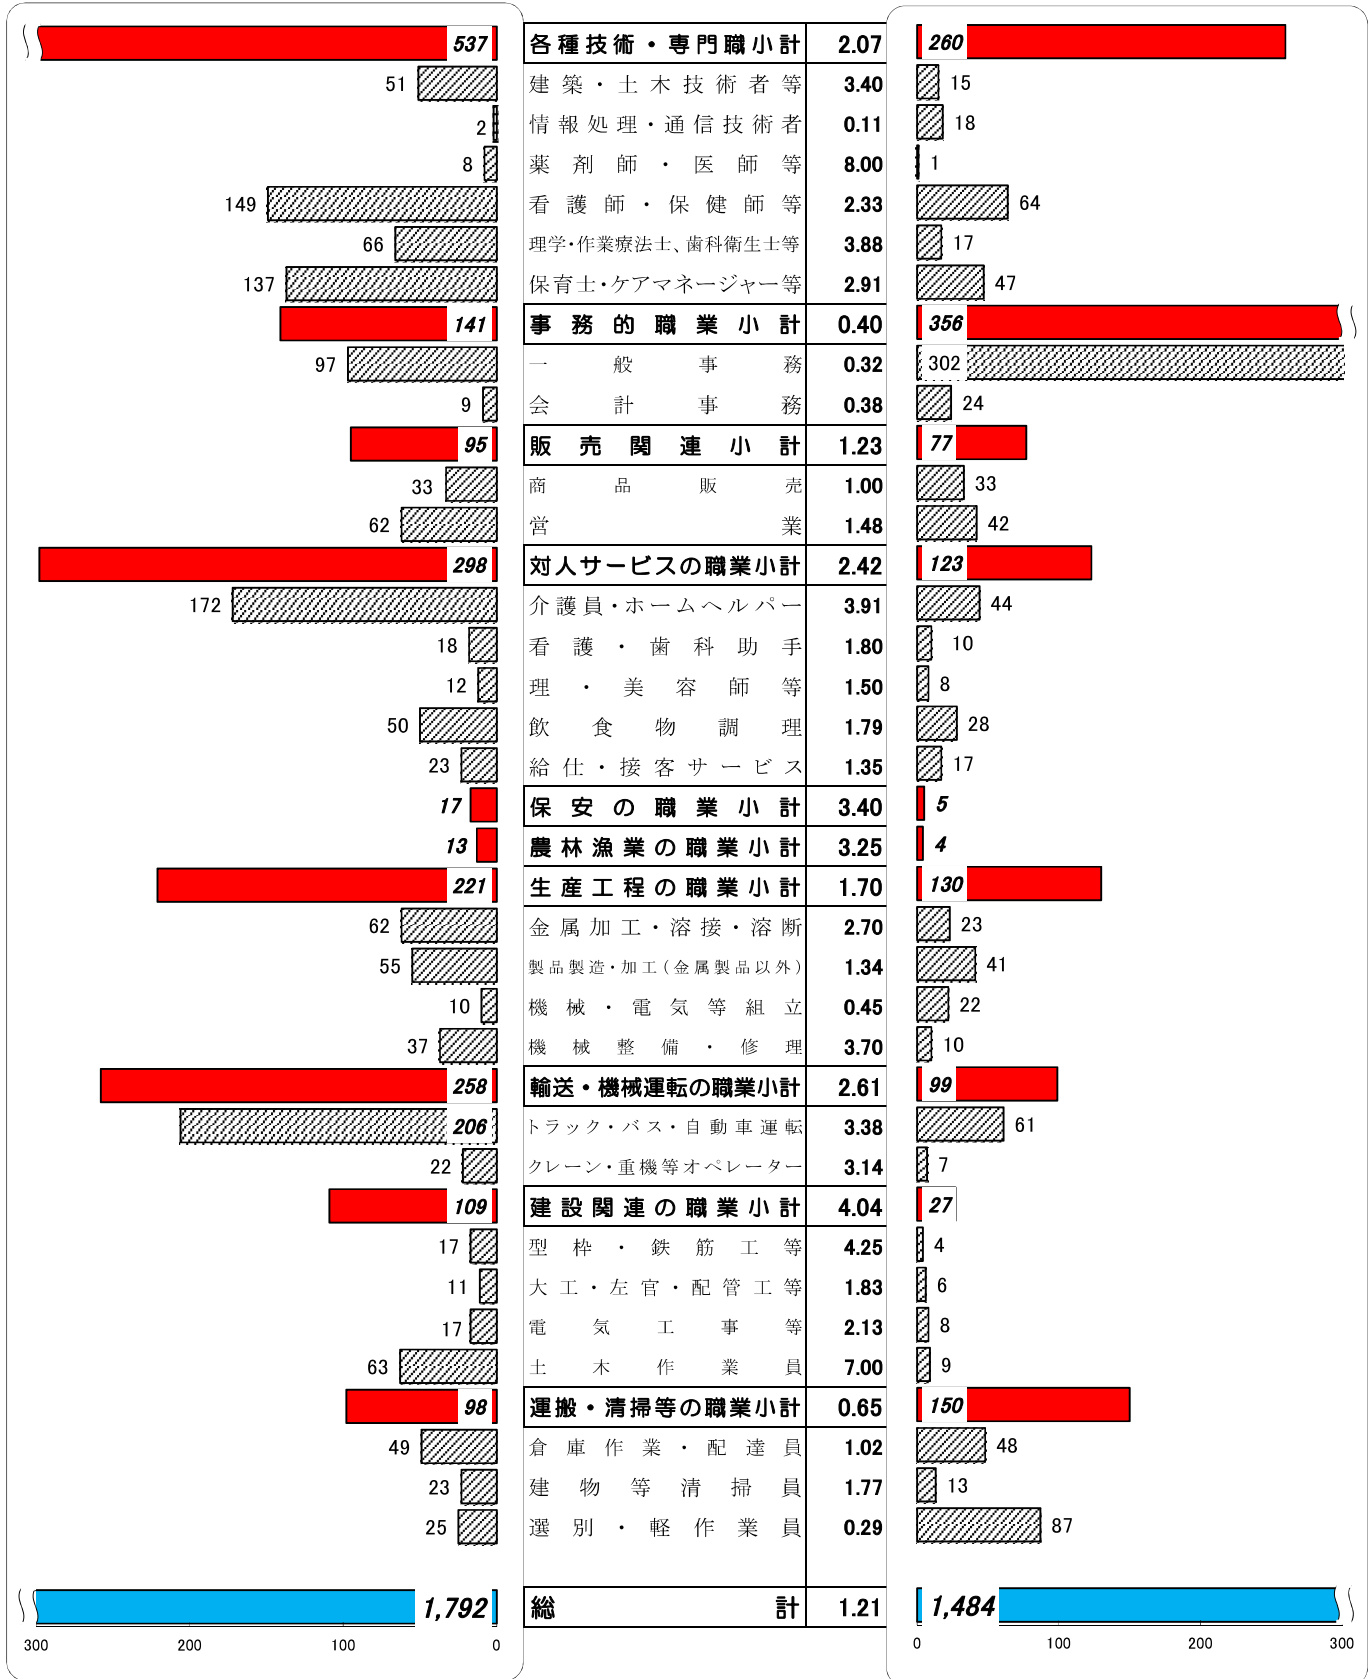 537 各種技術・専門職小計 2.07 260
51 建築・土木技術者等 3.40 15
2 情報処理・通信技術者 0.11 18
8 薬剤師・医師等 8.00 1
149 看護師・保健師等 2.33 64
66 理学・作業療法士、歯科衛生士等 3.88 17
137 保育士・ケアマネージャー等 2.91 47
141 事務的職業小計 0.40 356
97 一般事務 0.32 302
9 会計事務 0.38 24
95 販売関連小計 1.23 77
33 商品販売 1.00 33
62 営業 1.48 42
298 対人サービスの職業小計 2.42 123
172 介護員・ホームヘルパー 3.91 44
18 看護・歯科助手 1.80 10
12 理・美容師等 1.50 8
50 飲食物調理 1.79 28
23 給仕・接客サービス 1.35 17
17 保安の職業小計 3.40 5
13 農林漁業の職業小計 3.25 4
221 生産工程の職業小計 1.70 130
62 金属加工・溶接・溶断 2.70 23
55 製品製造・加工(金属製品以外) 1.34 41
10 機械・電気等組立 0.45 22
37 機械整備・修理 3.70 10
258 輸送・機械運転の職業小計 2.61 99
206 トラック・バス・自動車運転 3.38 61
22 クレーン・重機等オペレーター 3.14 7
109 建設関連の職業小計 4.04 27
17 型枠・鉄筋工等 4.25 4
11 大工・左官・配管工等 1.83 6
17 電気工事等 2.13 8
63 土木作業員 7.00 9
98 運搬・清掃等の職業小計 0.65 150
49 倉庫作業・配達員 1.02 48
23 建物等清掃員 1.77 13
25 選別・軽作業員 0.29 87
1,792 総計 1.21 1,484
300 200 100 0 0 100 200 300